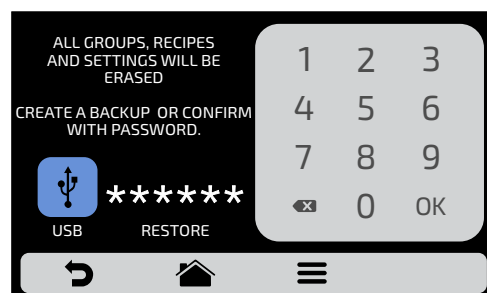 ALL GROUPS, RECIPES
AND SETTINGS WILL BE
ERASED
CREATE A BACKUP OR CONFIRM
WITH PASSWORD.
******
USB
RESTORE
1 2 3
4 5 6
7 8 9
0 OK